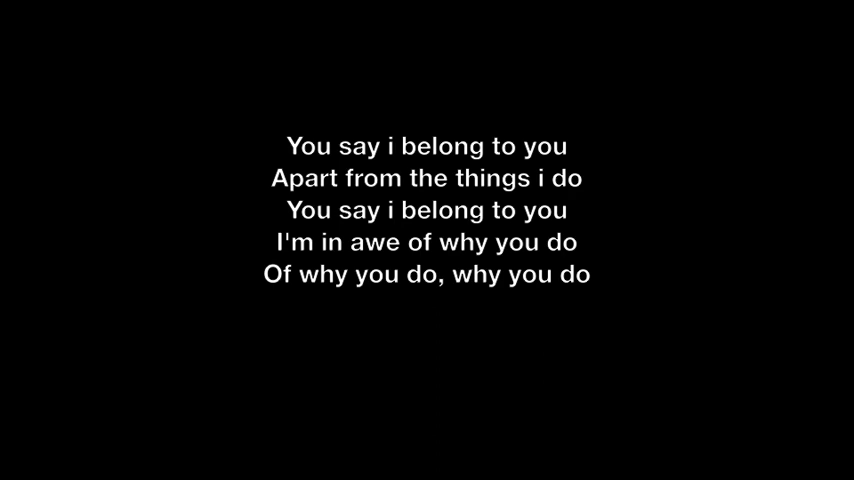 You say i belong to you
Apart from the things i do
You say i belong to you
I'm in awe of why you do
Of why you do, why you do